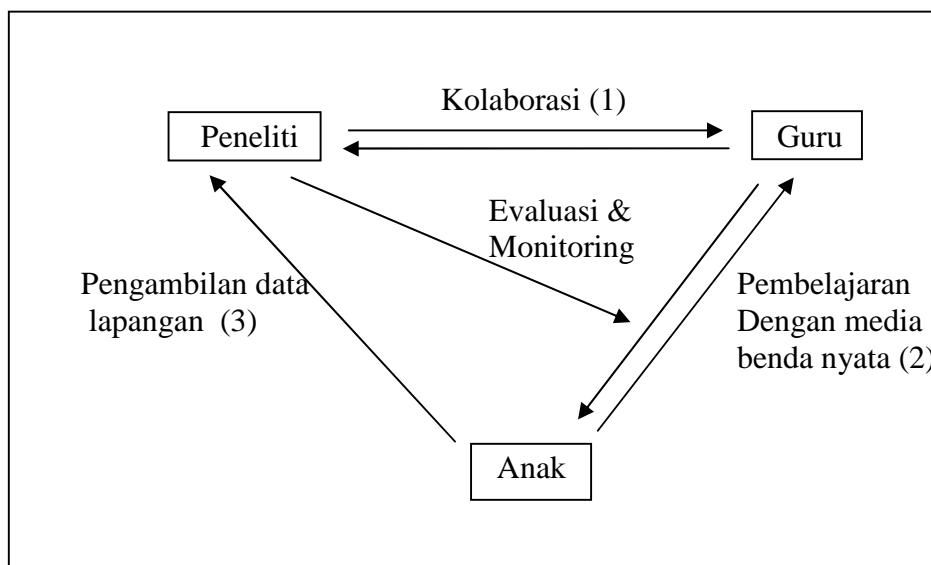 Kolaborasi (1)
Peneliti
Guru
Evaluasi &
Monitoring
Pengambilan data
lapangan (3)
Pembelajaran
Dengan media
benda nyata (2)
Anak